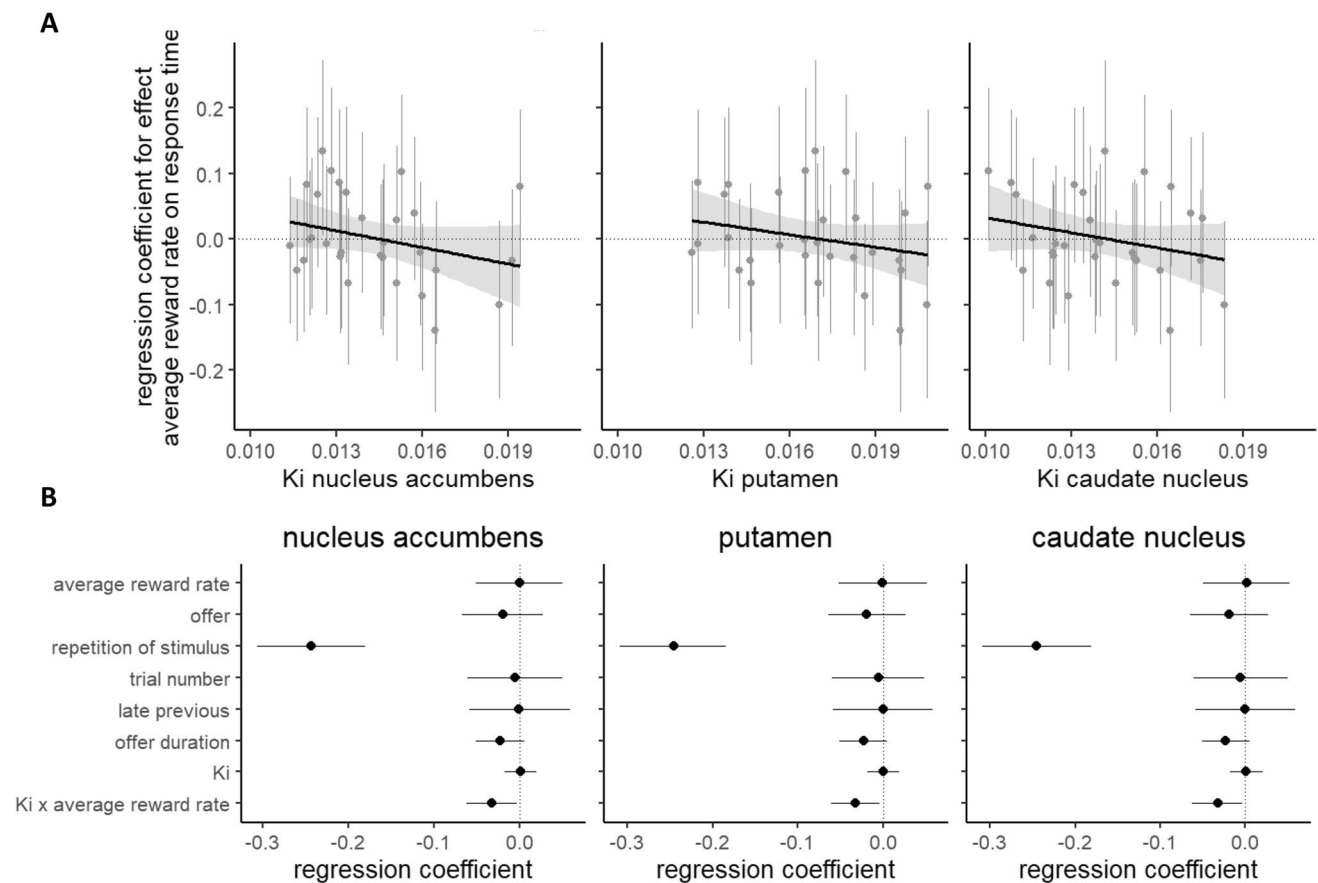 A
regression coefficient for effect
average reward rate on response time
0.2
0.1
0.0
-0.1
-0.2
0.010 0.013 0.016 0.019
0.010 0.013 0.016 0.019
0.010 0.013 0.016 0.019
Ki nucleus accumbens
Ki putamen
Ki caudate nucleus
B
nucleus accumbens
putamen
caudate nucleus
average reward rate
offer
repetition of stimulus
trial number
late previous
offer duration
Ki
Ki x average reward rate
-0.3 -0.2 -0.1 0.0
-0.3 -0.2 -0.1 0.0
-0.3 -0.2 -0.1 0.0
regression coefficient
regression coefficient
regression coefficient